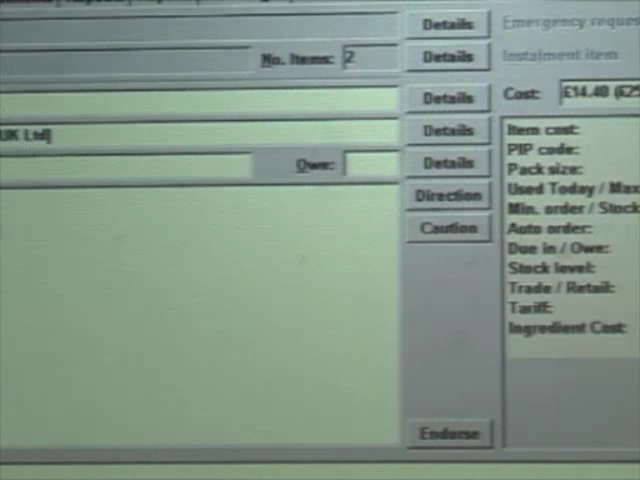 Details Emergency
No. Items: 2 Details Instalment item
Details Cost: £14.40
UK Ltd] Details Item cost:
PIP code:
Owe: Details Pack size:
Direction Used Today / Max
Min. order / Stock
Caution Auto order:
Due in / Owe:
Stock level:
Trade / Retail:
Tariff:
Ingredient Cost:
Endorse